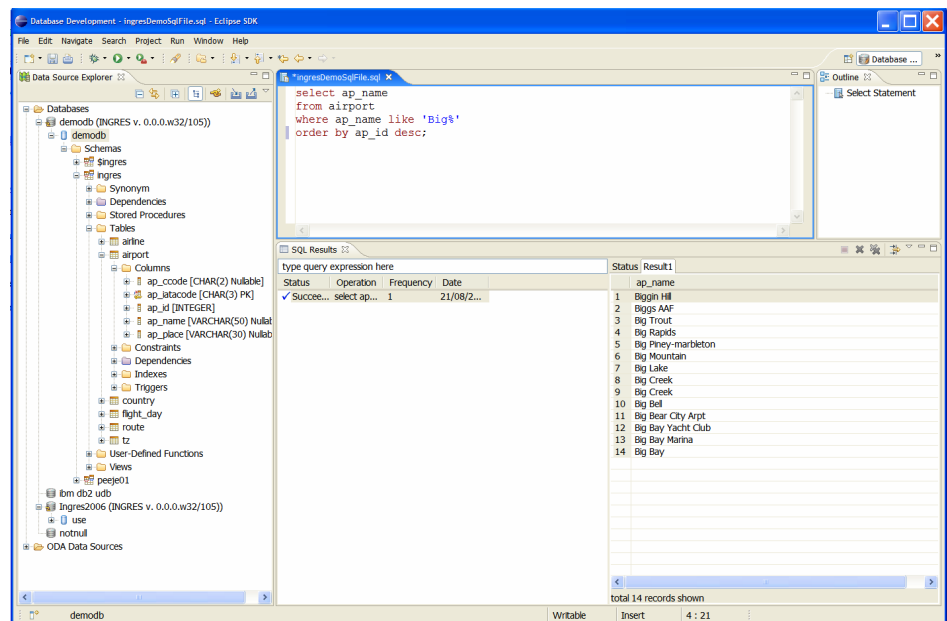 Database Development - ingresDemoSqlFile.sql - Eclipse SDK
File Edit Navigate Search Project Run Window Help
Database ... »
Data Source Explorer
Databases
demodb (INGRES v. 0.0.0.w32/105))
demodb
Schemas
$ingres
ingres
Synonym
Dependencies
Stored Procedures
Tables
airline
airport
Columns
ap_ccode [CHAR(2) Nullable]
ap_iatacode [CHAR(3) PK]
ap_id [INTEGER]
ap_name [VARCHAR(50) Nullab
ap_place [VARCHAR(30) Nullab
Constraints
Dependencies
Indexes
Triggers
country
flight_day
route
tz
User-Defined Functions
Views
peeje01
ibm db2 udb
Ingres2006 (INGRES v. 0.0.0.w32/105))
use
notnull
ODA Data Sources
*ingresDemoSqlFile.sql
select ap_name
from airport
where ap_name like 'Big%'
order by ap_id desc;
Outline
Select Statement
SQL Results
type query expression here
Status Operation Frequency Date
Succee... select ap... 1 21/08/2...
Status Result1
ap_name
1 Biggin Hill
2 Biggs AAF
3 Big Trout
4 Big Rapids
5 Big Piney-marbleton
6 Big Mountain
7 Big Lake
8 Big Creek
9 Big Creek
10 Big Bell
11 Big Bear City Arpt
12 Big Bay Yacht Club
13 Big Bay Marina
14 Big Bay
total 14 records shown
demodb
Writable Insert 4 : 21